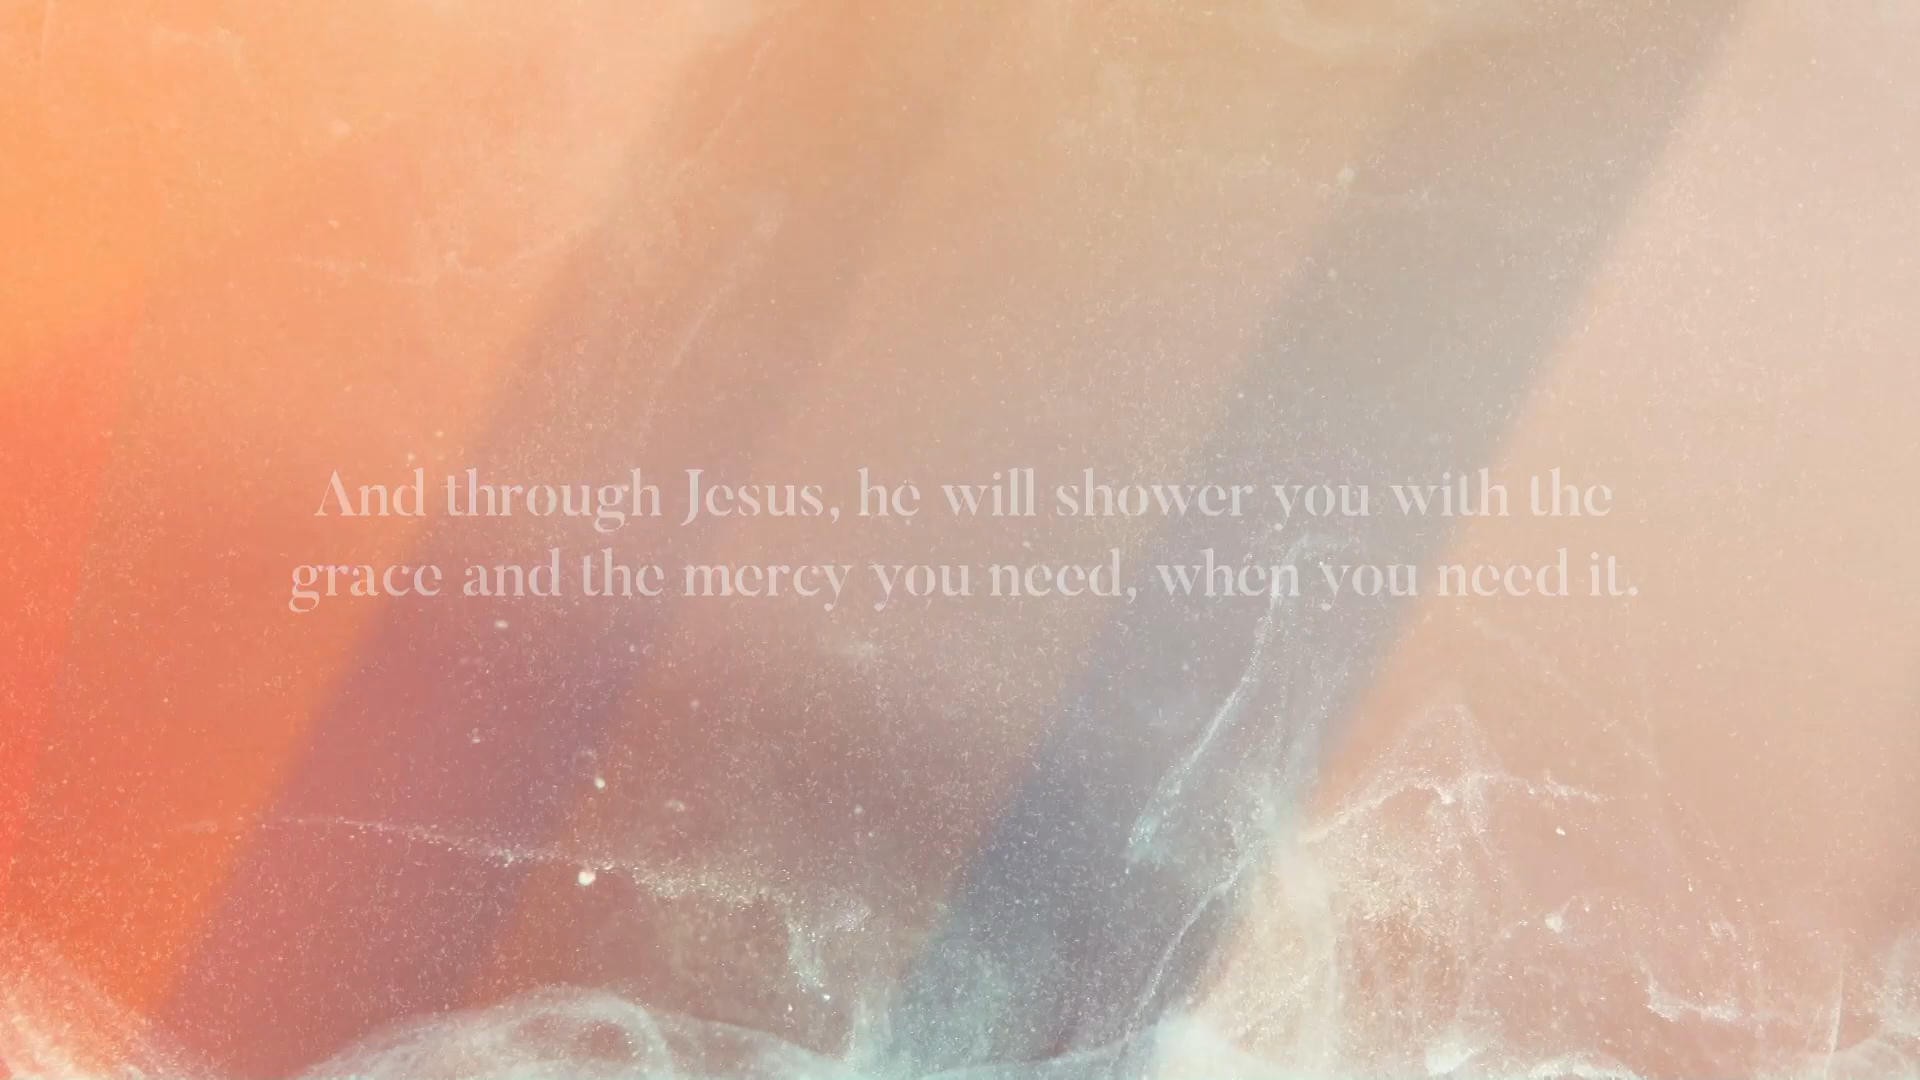 And through Jesus, he will shower you with the
grace and the mercy you need, when you need it.